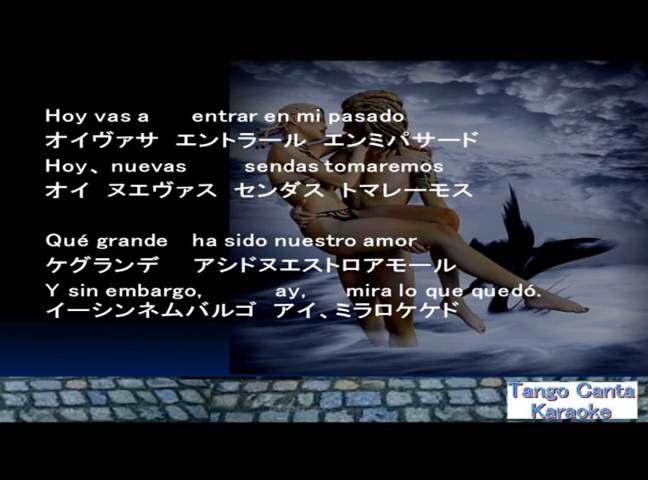 Hoy vas a entrar en mi pasado
オイヴァサ エントラール エンミパサード
Hoy、nuevas sendas tomaremos
オイ ヌエヴァス センダス トマレーモス
Qué grande ha sido nuestro amor
ケグランデ アシドヌエストロアモール
Y sin embargo, ay, mira lo que quedó.
イーシンネムバルゴ アイ、ミラロケケド
Tango Canta
Karaoke